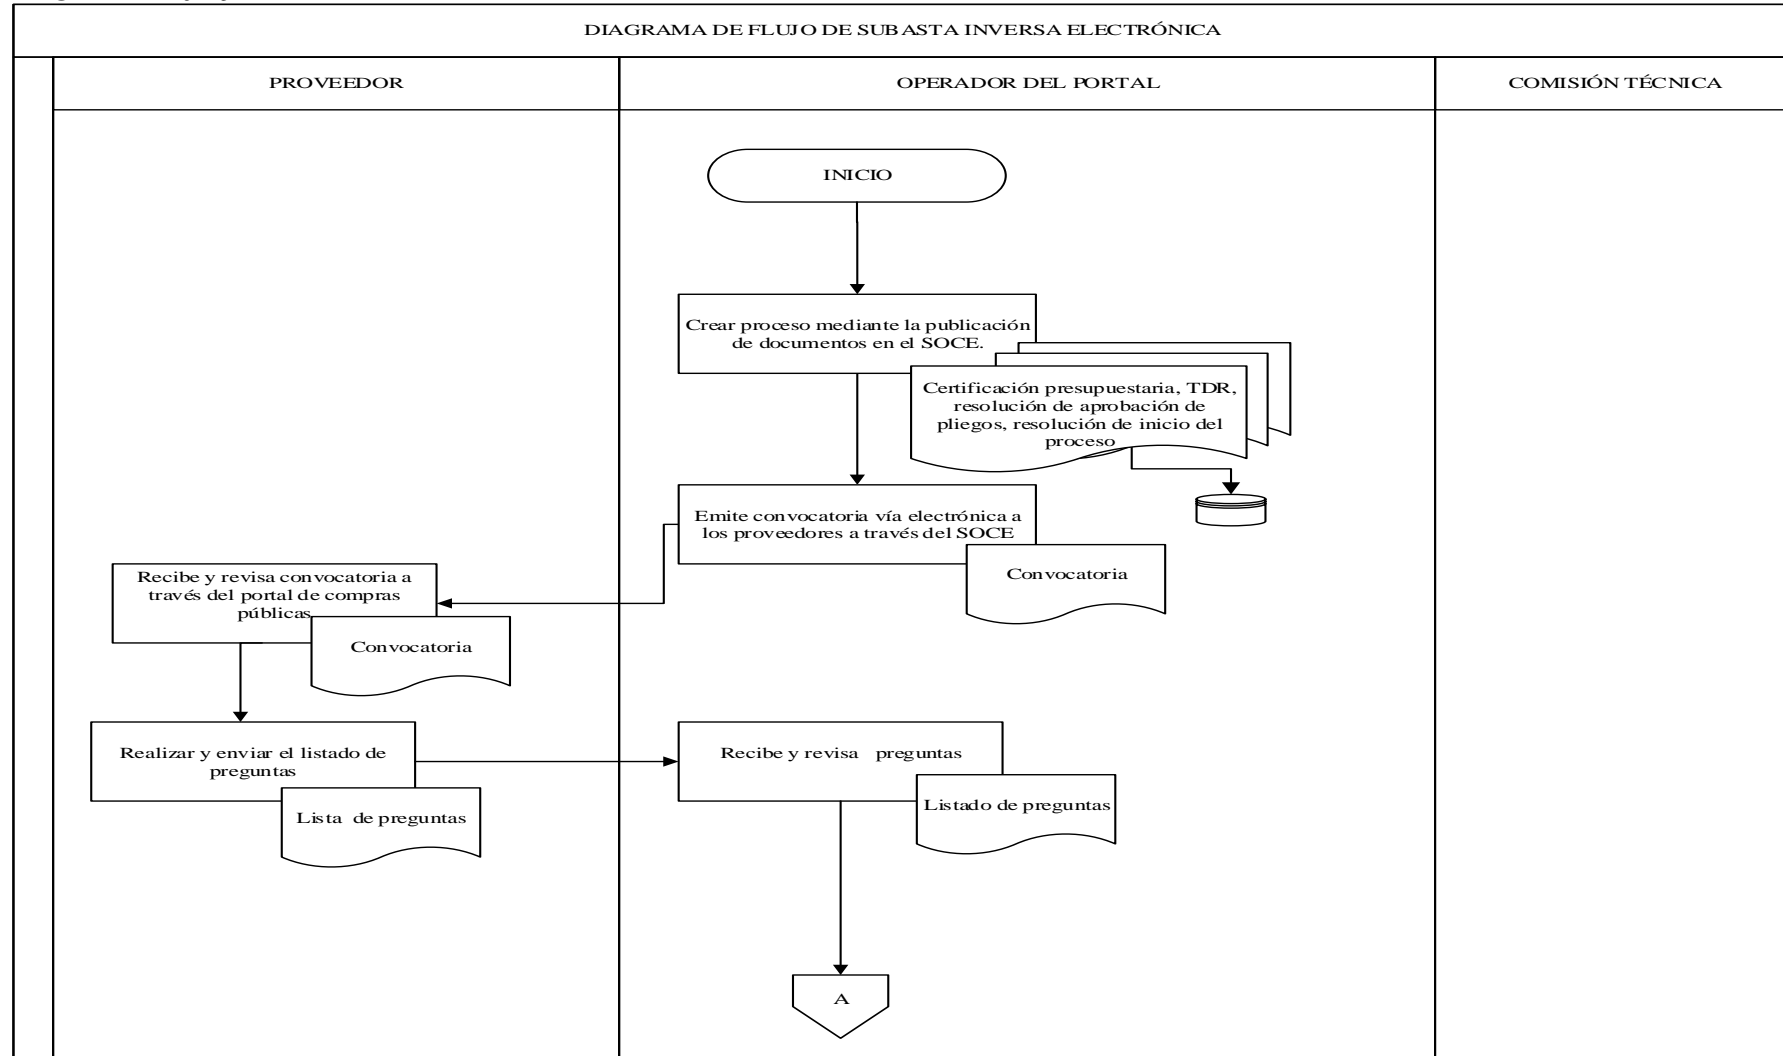 DIAGRAMA DE FLUJO DE SUBASTA INVERSA ELECTRÓNICA
PROVEEDOR
OPERADOR DEL PORTAL
COMISIÓN TÉCNICA
INICIO
Crear proceso mediante la publicación
de documentos en el SOCE.
Certificación presupuestaria, TDR,
resolución de aprobación de
pliegos, resolución de inicio del
proceso
Emite convocatoria vía electrónica a
los proveedores a través del SOCE
Convocatoria
Recibe y revisa convocatoria a
través del portal de compras
públicas
Convocatoria
Realizar y enviar el listado de
preguntas
Lista de preguntas
Recibe y revisa preguntas
Listado de preguntas
A